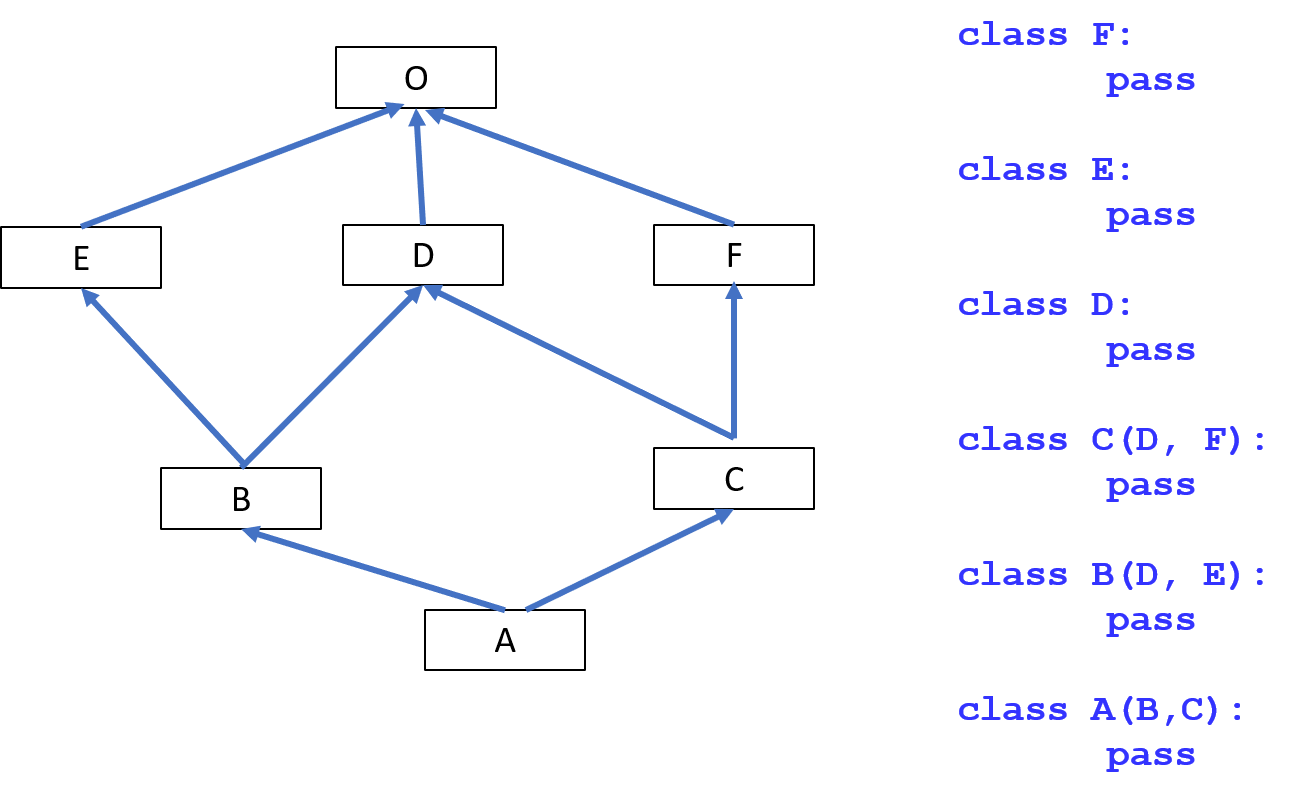 O
E
D
F
B
C
A
class F:
pass
class E:
pass
class D:
pass
class C(D, F):
pass
class B(D, E):
pass
class A(B,C):
pass